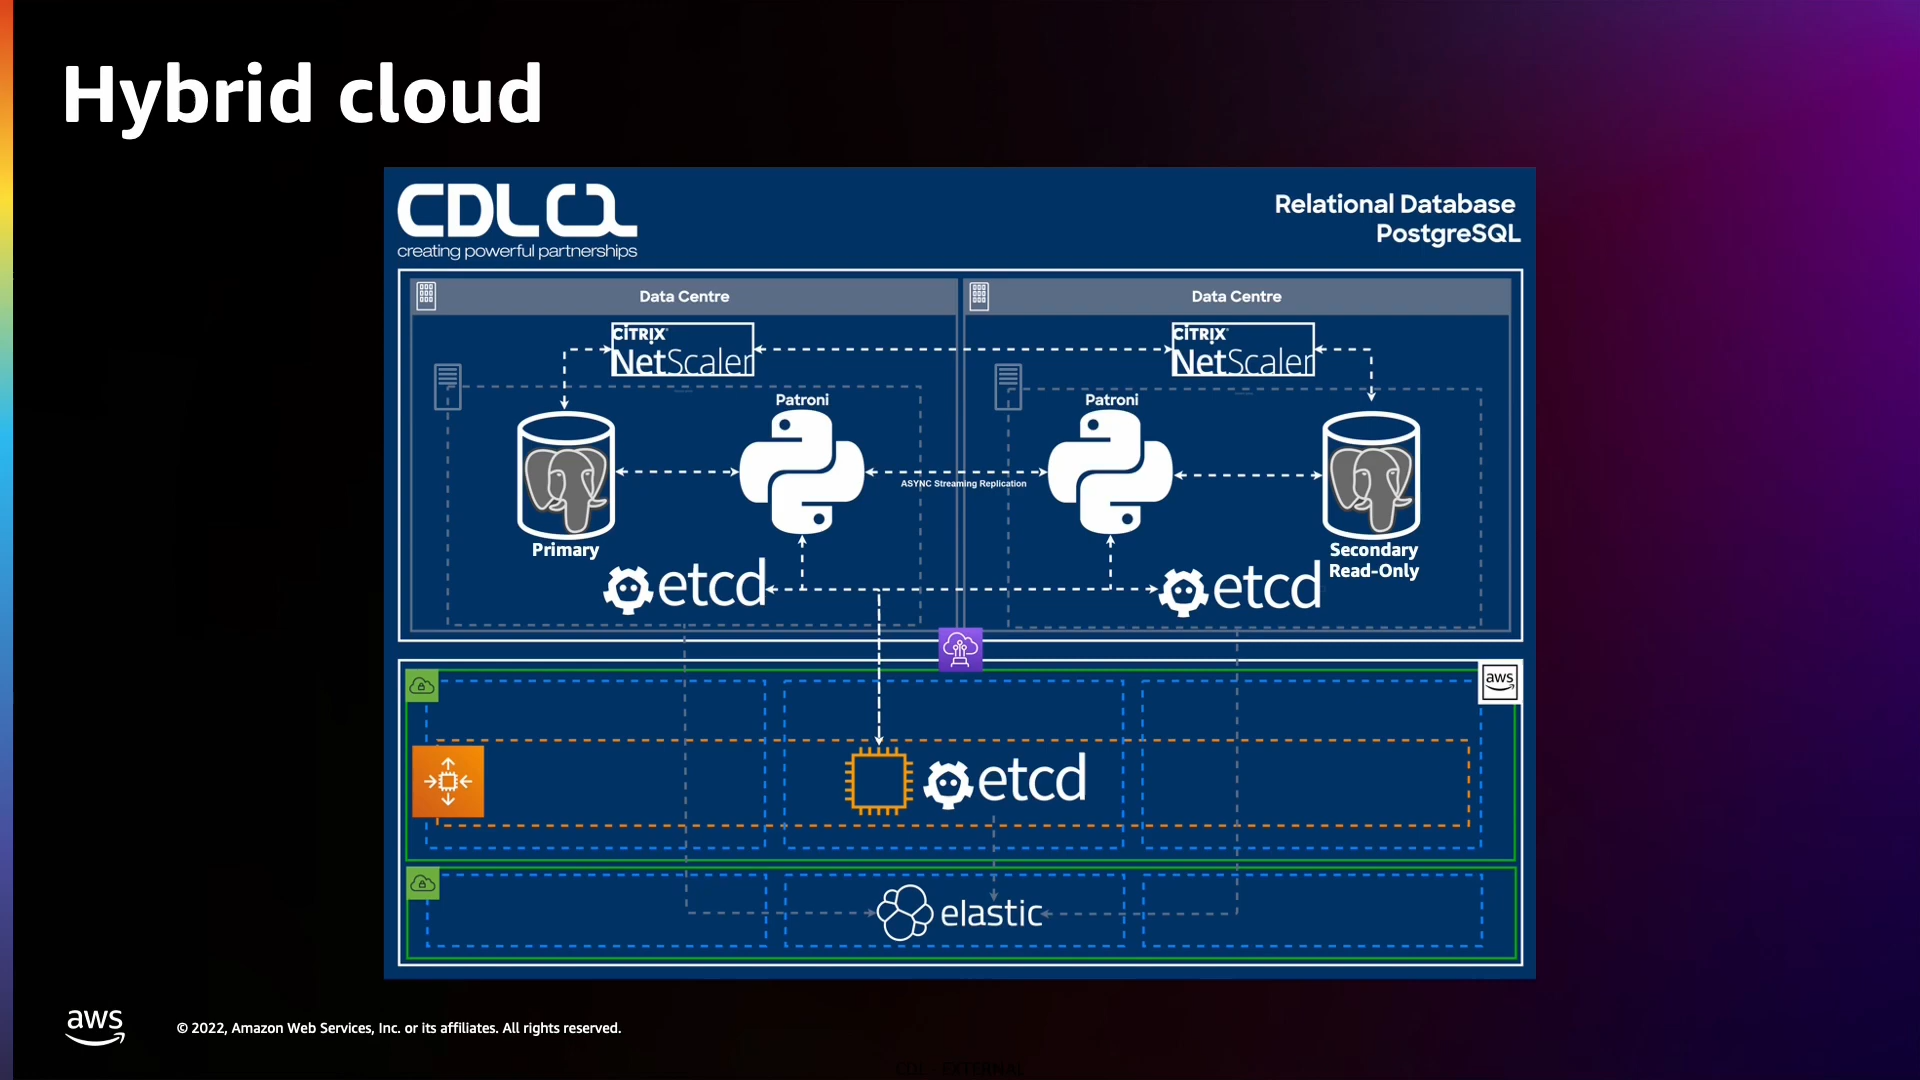 Hybrid cloud
CDL
creating powerful partnerships
Relational Database
PostgreSQL
Data Centre
Data Centre
CITRIX
NetScaler
CITRIX
NetScaler
Patroni
Patroni
ASYNC Streaming Replication
Primary
Secondary
Read-Only
etcd
etcd
aws
etcd
elastic
aws
© 2022, Amazon Web Services, Inc. or its affiliates. All rights reserved.
CDL - EXTERNAL